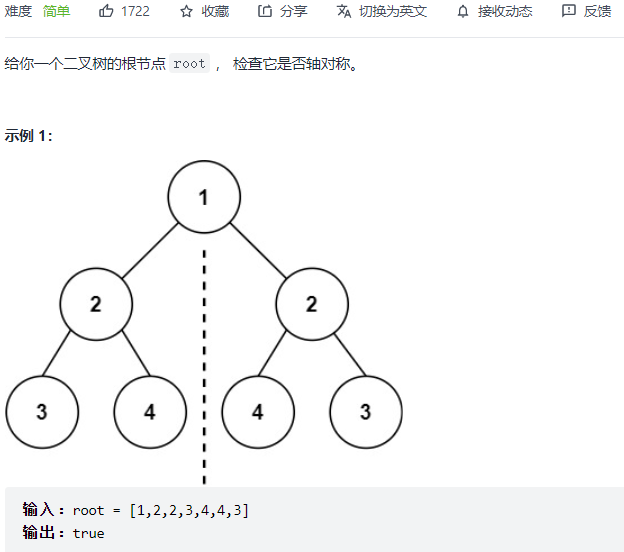 难度 简单 1722 收藏 分享 切换为英文 接收动态 反馈
给你一个二叉树的根节点 root ， 检查它是否轴对称。
示例 1：
1
2 2
3 4 4 3
输入：root = [1,2,2,3,4,4,3]
输出：true